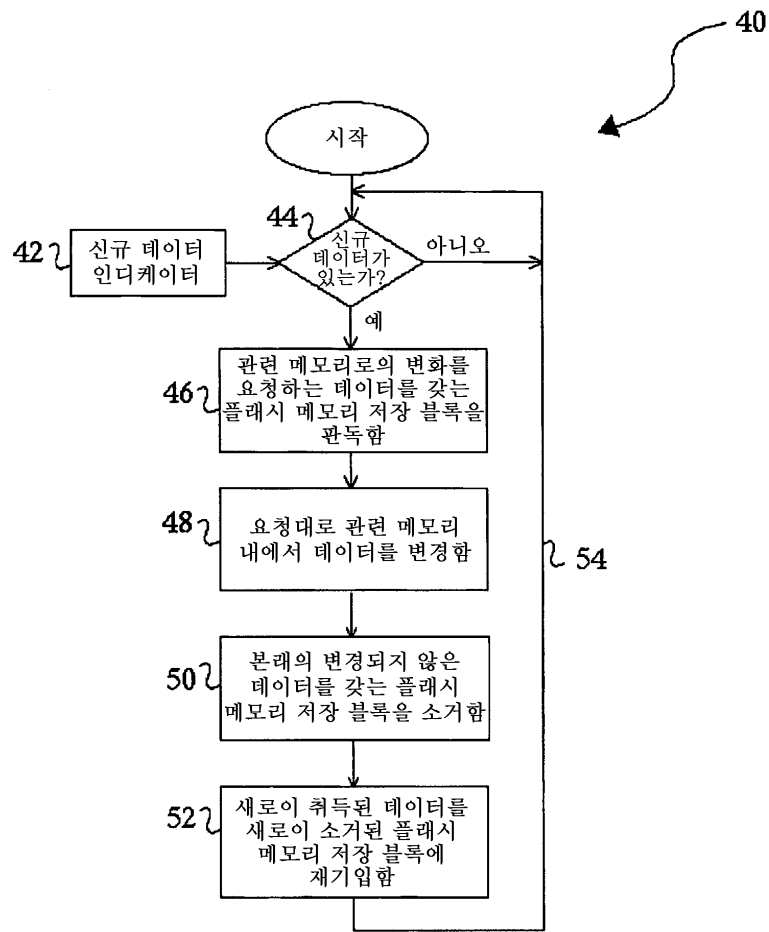 40
시작
44
42
신규 데이터
인디케이터
신규
데이터가
있는가?
아니오
예
46
관련 메모리로의 변화를
요청하는 데이터를 갖는
플래시 메모리 저장 블록을
판독함
48
요청대로 관련 메모리
내에서 데이터를 변경함
54
50
본래의 변경되지 않은
데이터를 갖는 플래시
메모리 저장 블록을 소거함
52
새로이 취득된 데이터를
새로이 소거된 플래시
메모리 저장 블록에
재기입함